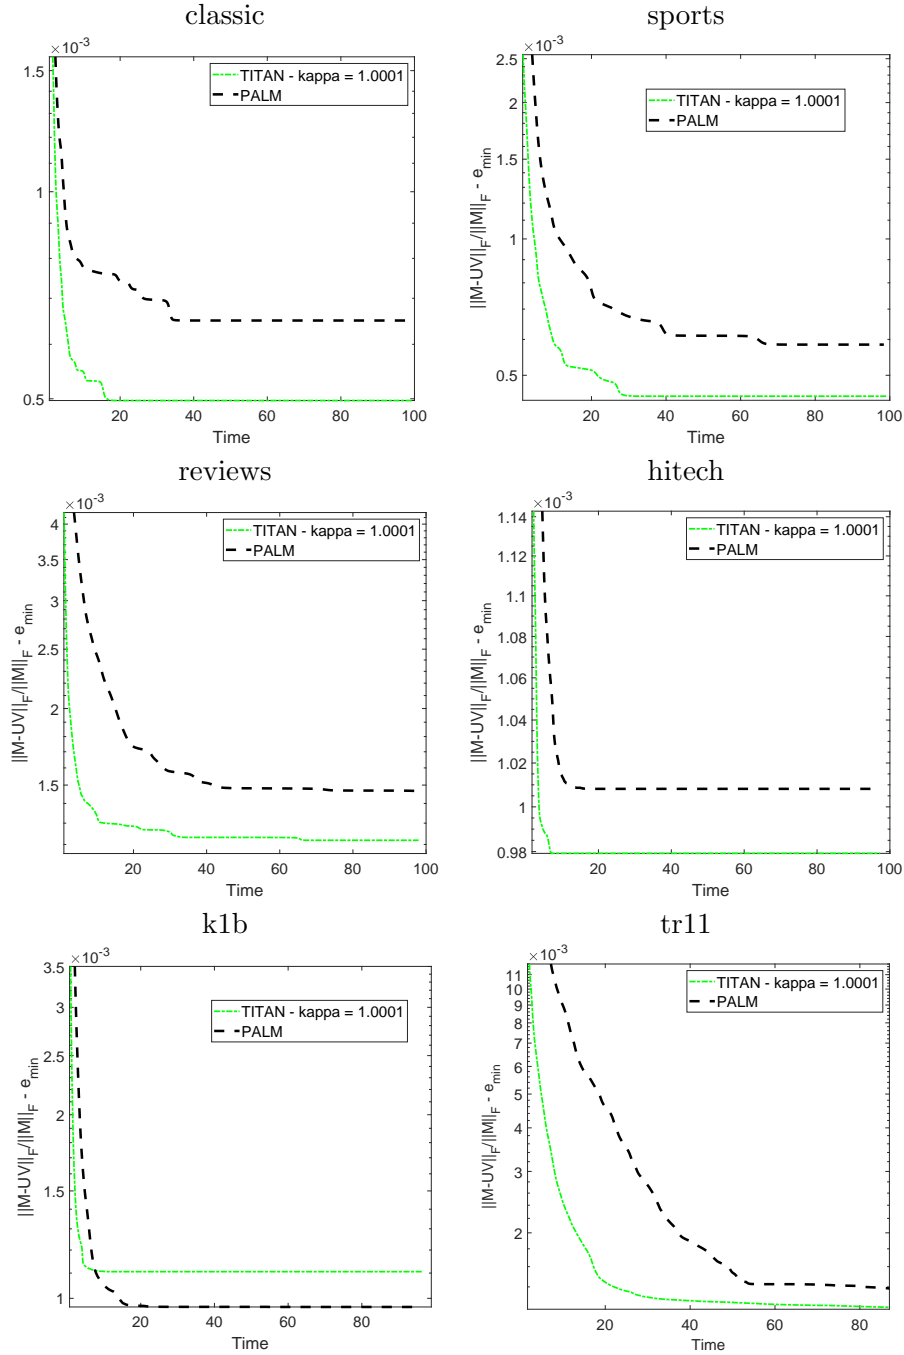 classic
×10-3
1.5
1
0.5
TITAN - kappa = 1.0001
PALM
20 40 60 80 100
Time
sports
×10-3
||M-UV||F/||M||F - emin
2.5
2
1.5
1
0.5
TITAN - kappa = 1.0001
PALM
20 40 60 80 100
Time
reviews
×10-3
||M-UV||F/||M||F - emin
4
3.5
3
2.5
2
1.5
TITAN - kappa = 1.0001
PALM
20 40 60 80 100
Time
hitech
×10-3
||M-UV||F/||M||F - emin
1.14
1.12
1.1
1.08
1.06
1.04
1.02
1
0.98
TITAN - kappa = 1.0001
PALM
20 40 60 80 100
Time
k1b
×10-3
||M-UV||F/||M||F - emin
3.5
3
2.5
2
1.5
1
TITAN - kappa = 1.0001
PALM
20 40 60 80
Time
tr11
×10-3
||M-UV||F/||M||F - emin
11
10
9
8
7
6
5
4
3
2
TITAN - kappa = 1.0001
PALM
20 40 60 80
Time